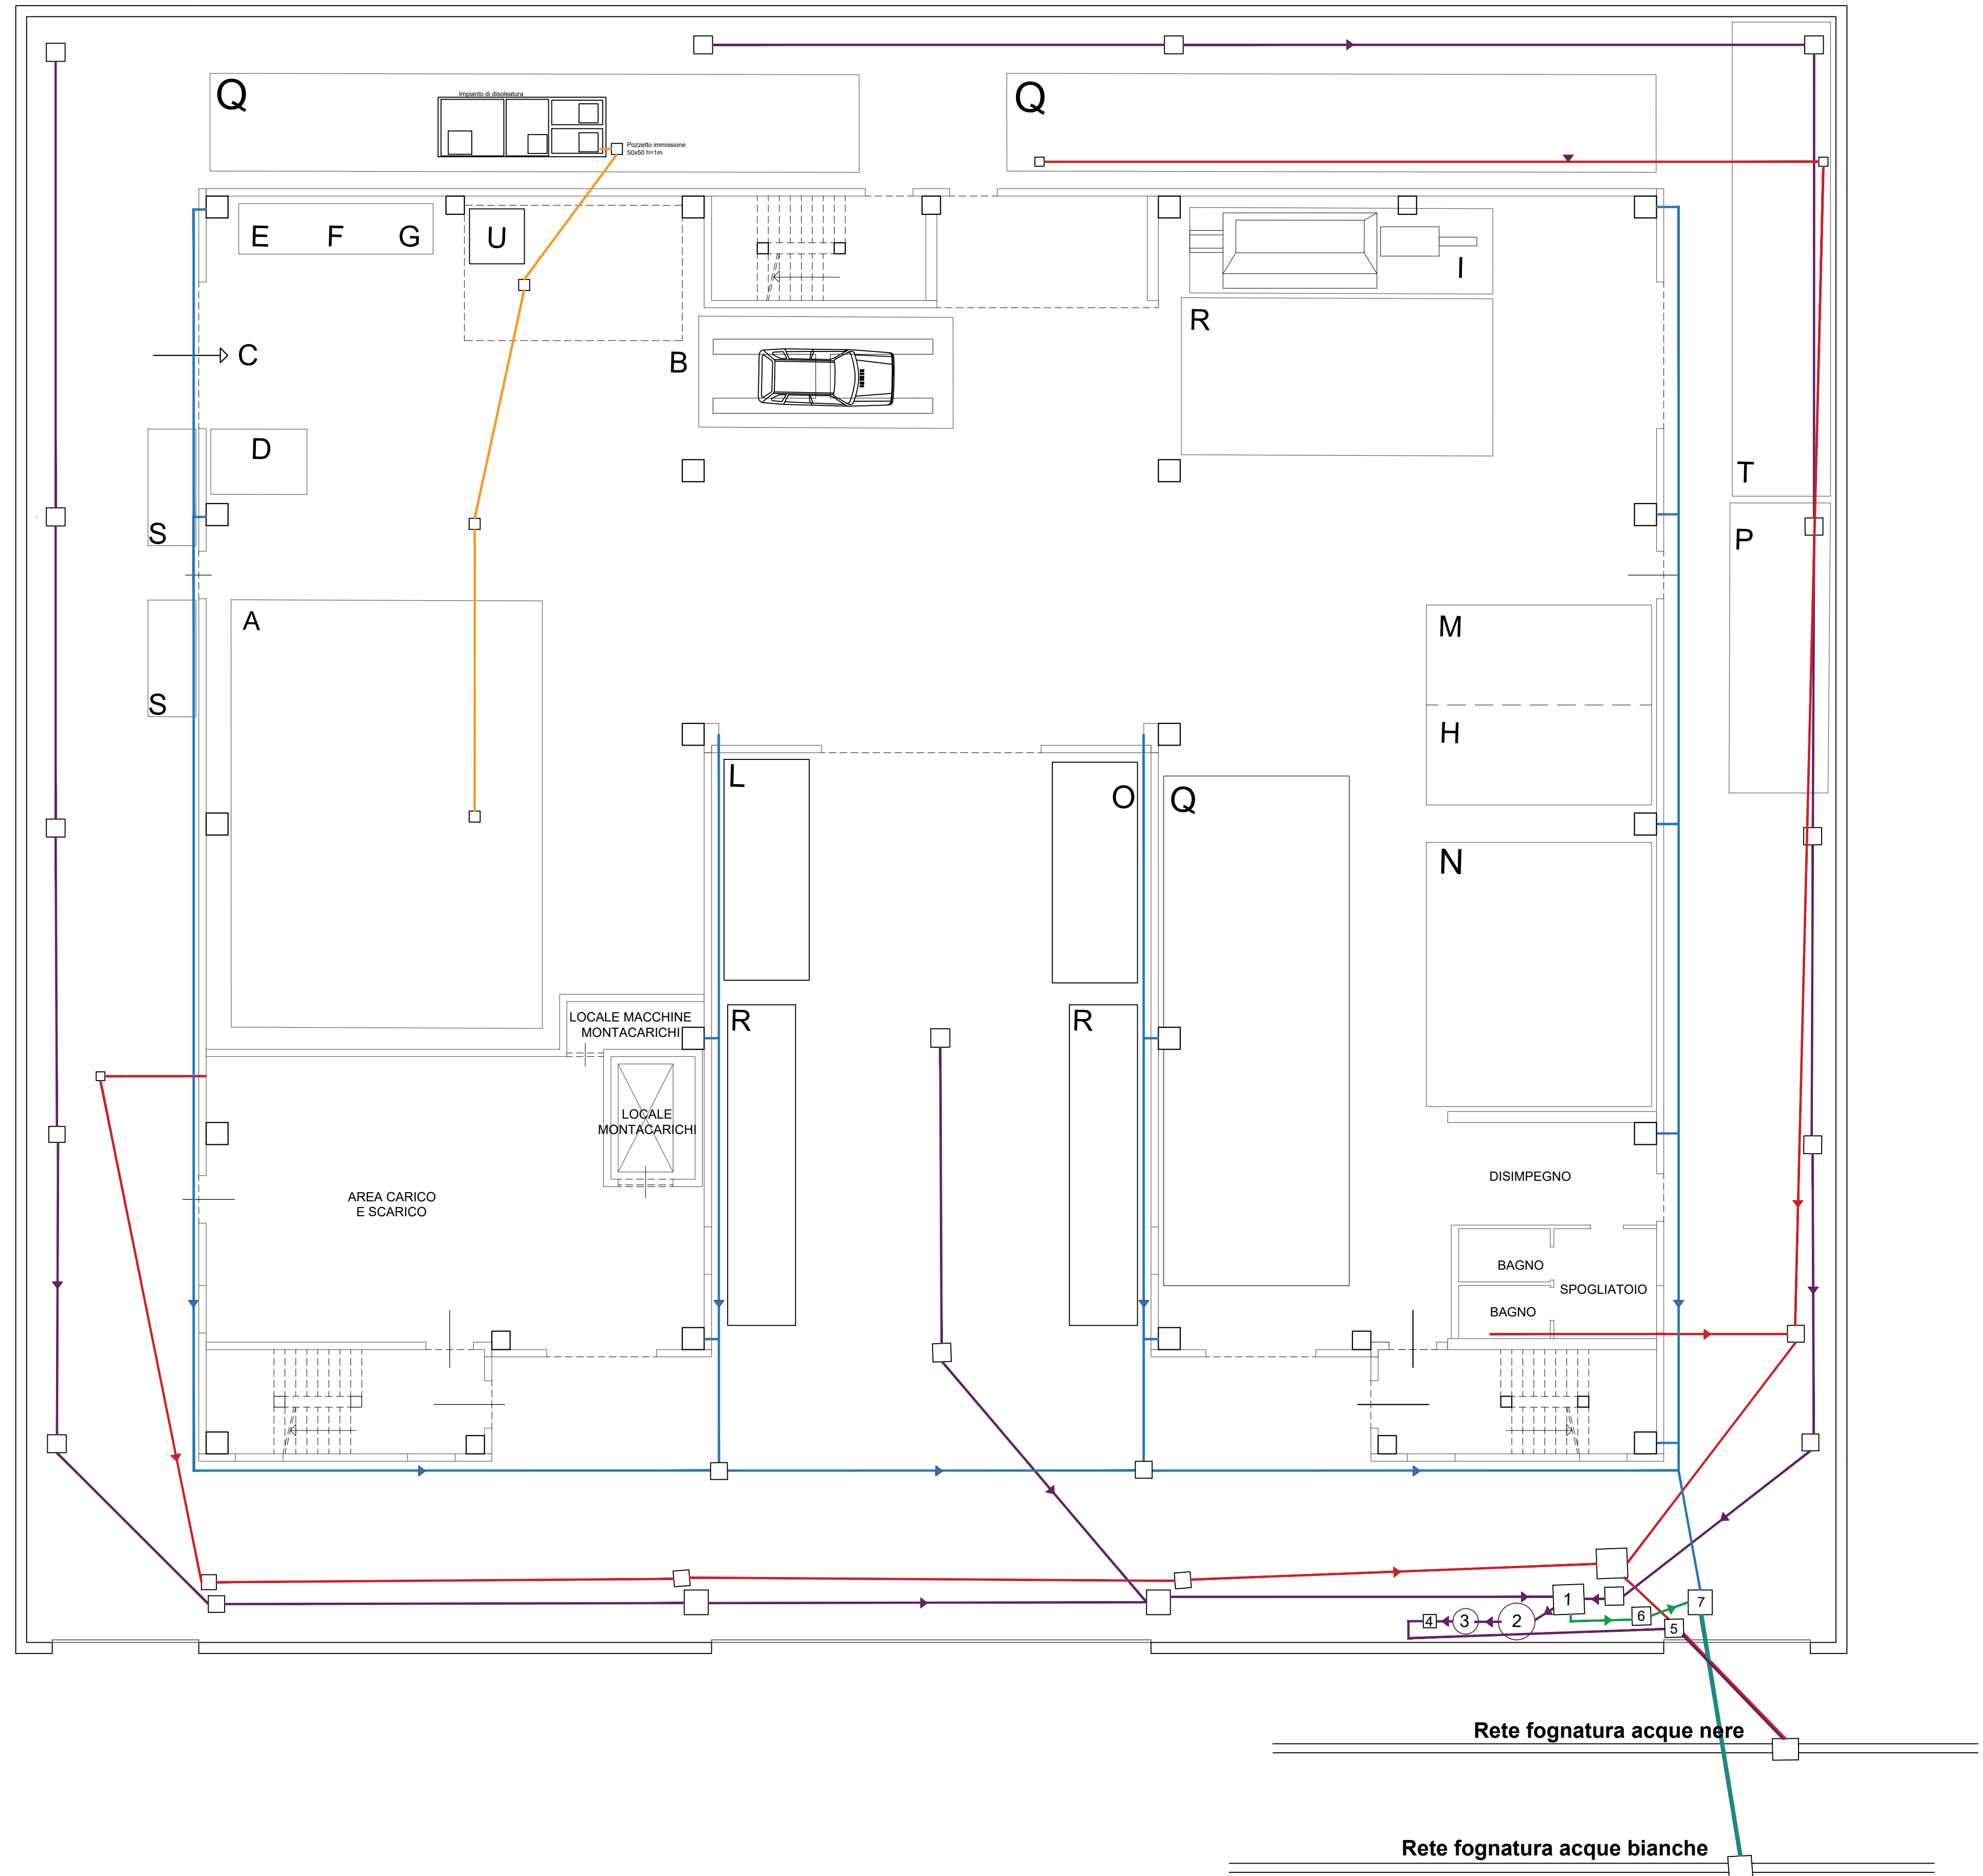 Q
Impianto di disoleatura
Pozzetto immissione
50x50 h=1m
Q
E F G
U
I
R
C
B
D
S
T
P
A
M
S
H
L
O
Q
N
R
R
LOCALE MACCHINE
MONTACARICHI
LOCALE
MONTACARICHI
AREA CARICO
E SCARICO
DISIMPEGNO
BAGNO
SPOGLIATOIO
BAGNO
1
7
6
4
3
2
5
Rete fognatura acque nere
Rete fognatura acque bianche